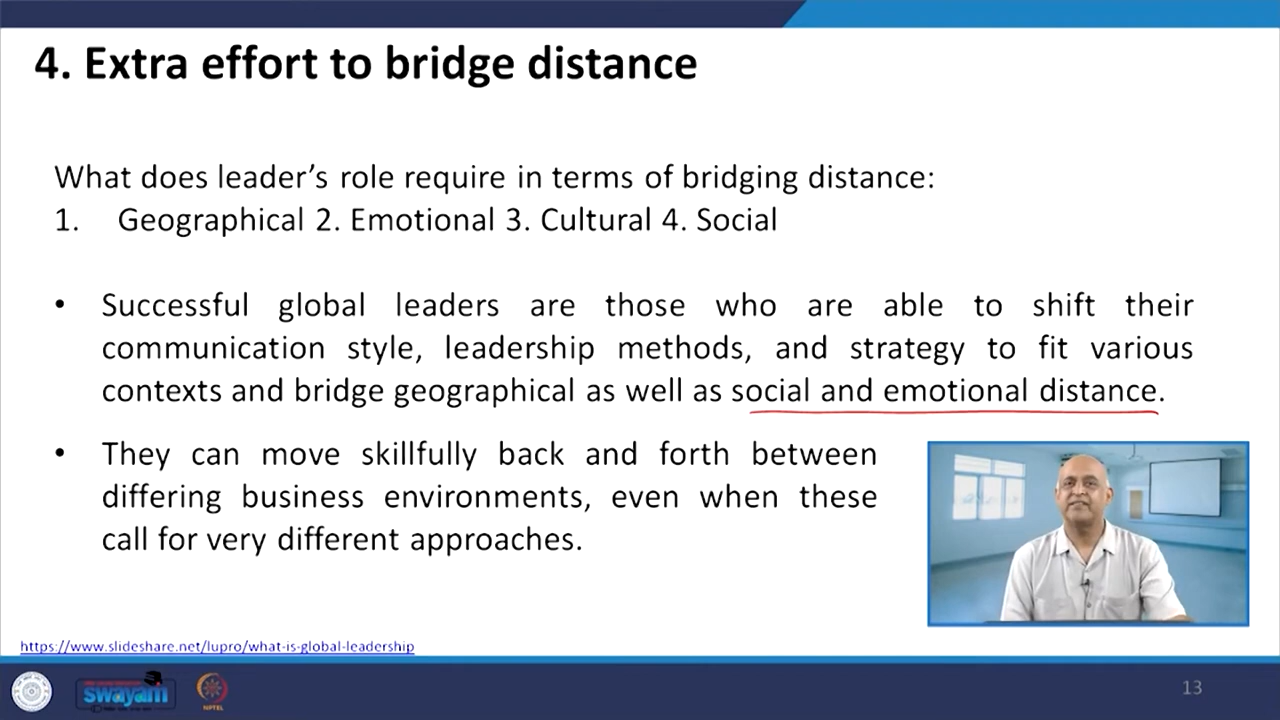 4. Extra effort to bridge distance
What does leader’s role require in terms of bridging distance:
1. Geographical 2. Emotional 3. Cultural 4. Social
• Successful global leaders are those who are able to shift their
communication style, leadership methods, and strategy to fit various
contexts and bridge geographical as well as social and emotional distance.
• They can move skillfully back and forth between
differing business environments, even when these
call for very different approaches.
https://www.slideshare.net/lupro/what-is-global-leadership
swayam
NPTEL
13